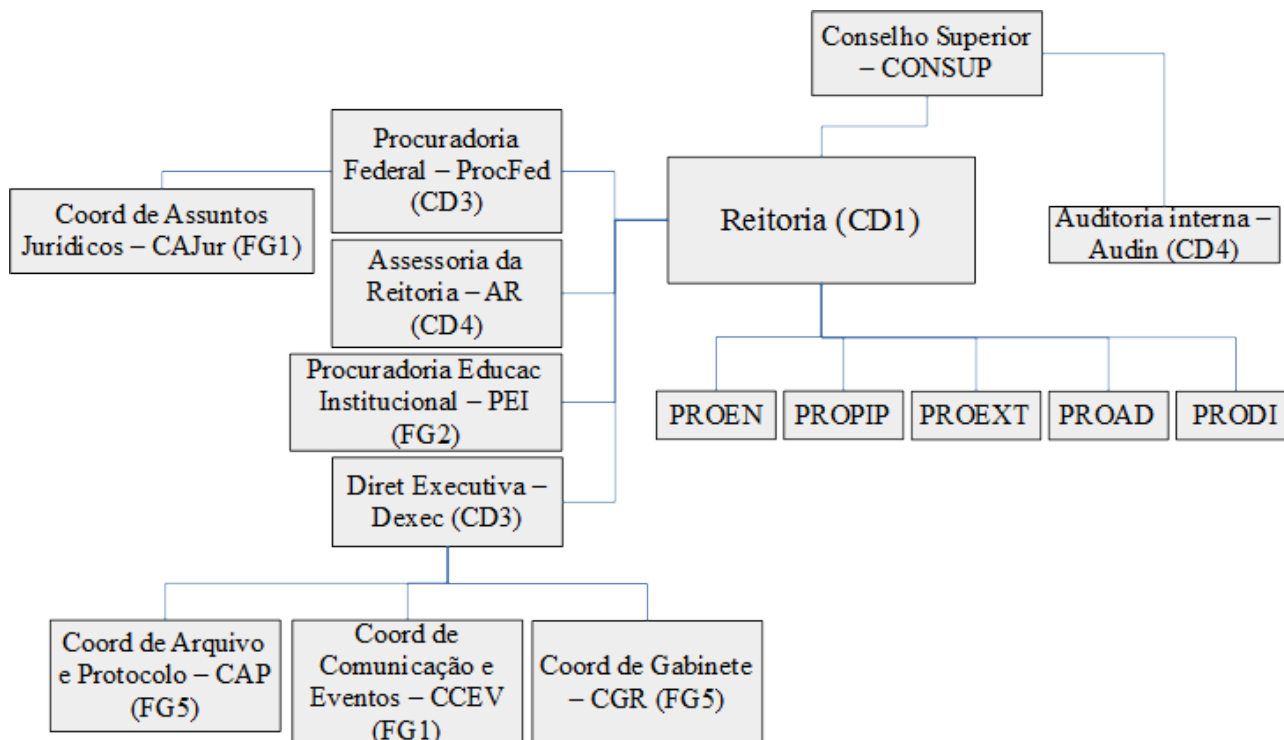 Conselho Superior
– CONSUP
Procuradoria
Federal – ProcFed
(CD3)
Coord de Assuntos
Jurídicos – CAJur (FG1)
Reitoria (CD1)
Auditoria interna –
Audin (CD4)
Assessoria da
Reitoria – AR
(CD4)
Procuradoria Educac
Institucional – PEI
(FG2)
PROEN
PROPIP
PROEXT
PROAD
PRODI
Diret Executiva –
Dexec (CD3)
Coord de Arquivo
e Protocolo – CAP
(FG5)
Coord de
Comunicação e
Eventos – CCEV
(FG1)
Coord de Gabinete
– CGR (FG5)